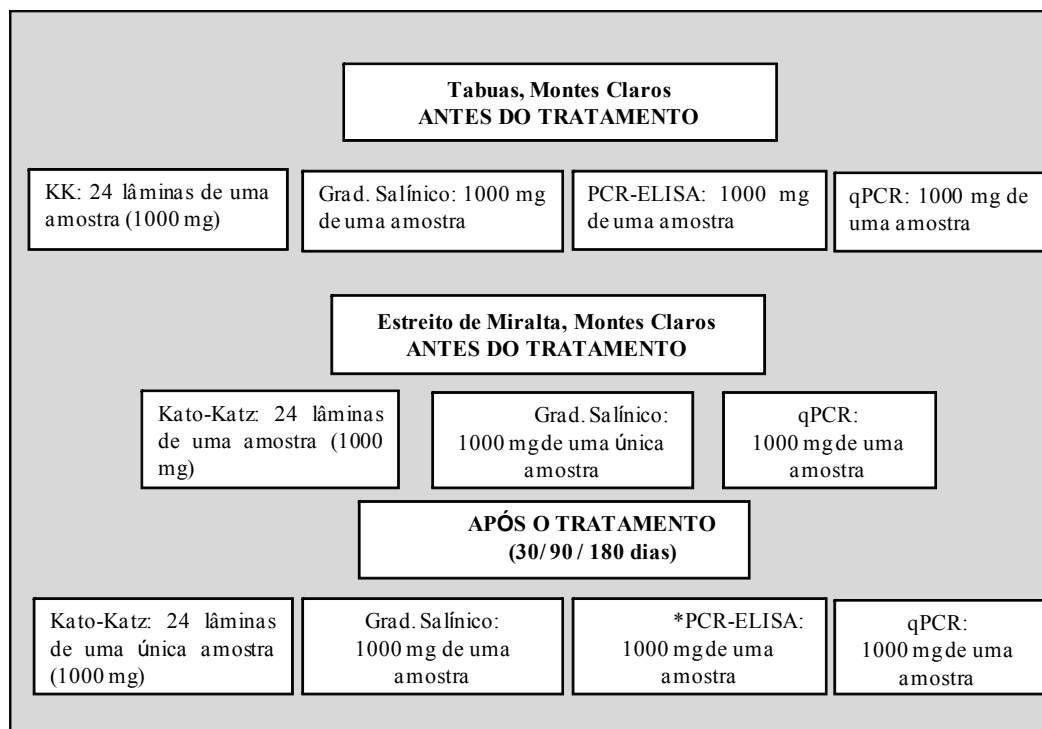 Tabuas, Montes Claros
ANTES DO TRATAMENTO
KK: 24 lâminas de uma
amostra (1000 mg)
Grad. Salínico: 1000 mg
de uma amostra
PCR-ELISA: 1000 mg
de uma amostra
qPCR: 1000 mg de
uma amostra
Estreito de Miralta, Montes Claros
ANTES DO TRATAMENTO
Kato-Katz: 24 lâminas
de uma amostra (1000
mg)
Grad. Salínico:
1000 mg de uma única
amostra
qPCR:
1000 mg de uma
amostra
APÓS O TRATAMENTO
(30/ 90 / 180 dias)
Kato-Katz: 24 lâminas
de uma única amostra
(1000 mg)
Grad. Salínico:
1000 mg de uma
amostra
*PCR-ELISA:
1000 mg de uma
amostra
qPCR:
1000 mg de uma
amostra